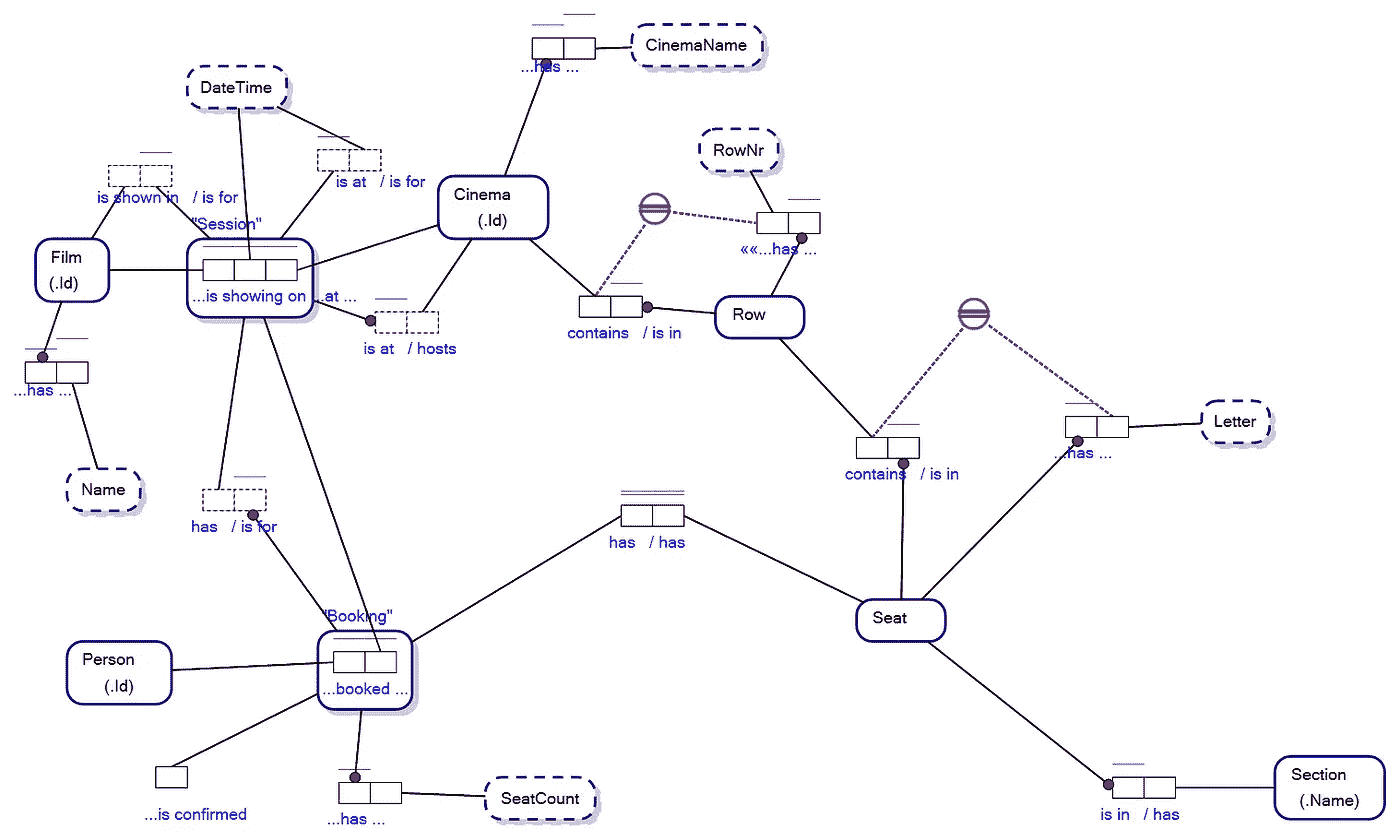 CinemaName
...has ...
DateTime
RowNr
is at / is for
is shown in / is for
Cinema
(.Id)
"Session"
««...has ...
Film
(.Id)
...is showing on ...at ...
Row
contains / is in
is at / hosts
...has ...
Letter
...has ...
contains / is in
Name
has / is for
has / has
"Booking"
Seat
Person
(.Id)
...booked ...
Section
(.Name)
SeatCount
...is confirmed
...has ...
is in / has